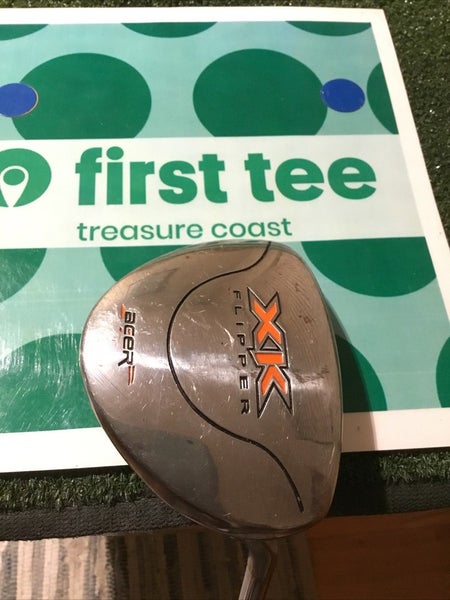 first tee
treasure coast
XK
FLIPPER
acer